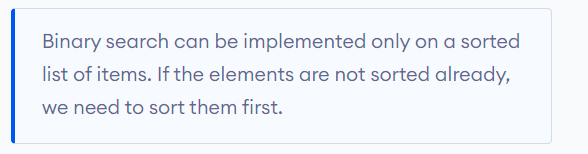 Binary search can be implemented only on a sorted
list of items. If the elements are not sorted already,
we need to sort them first.